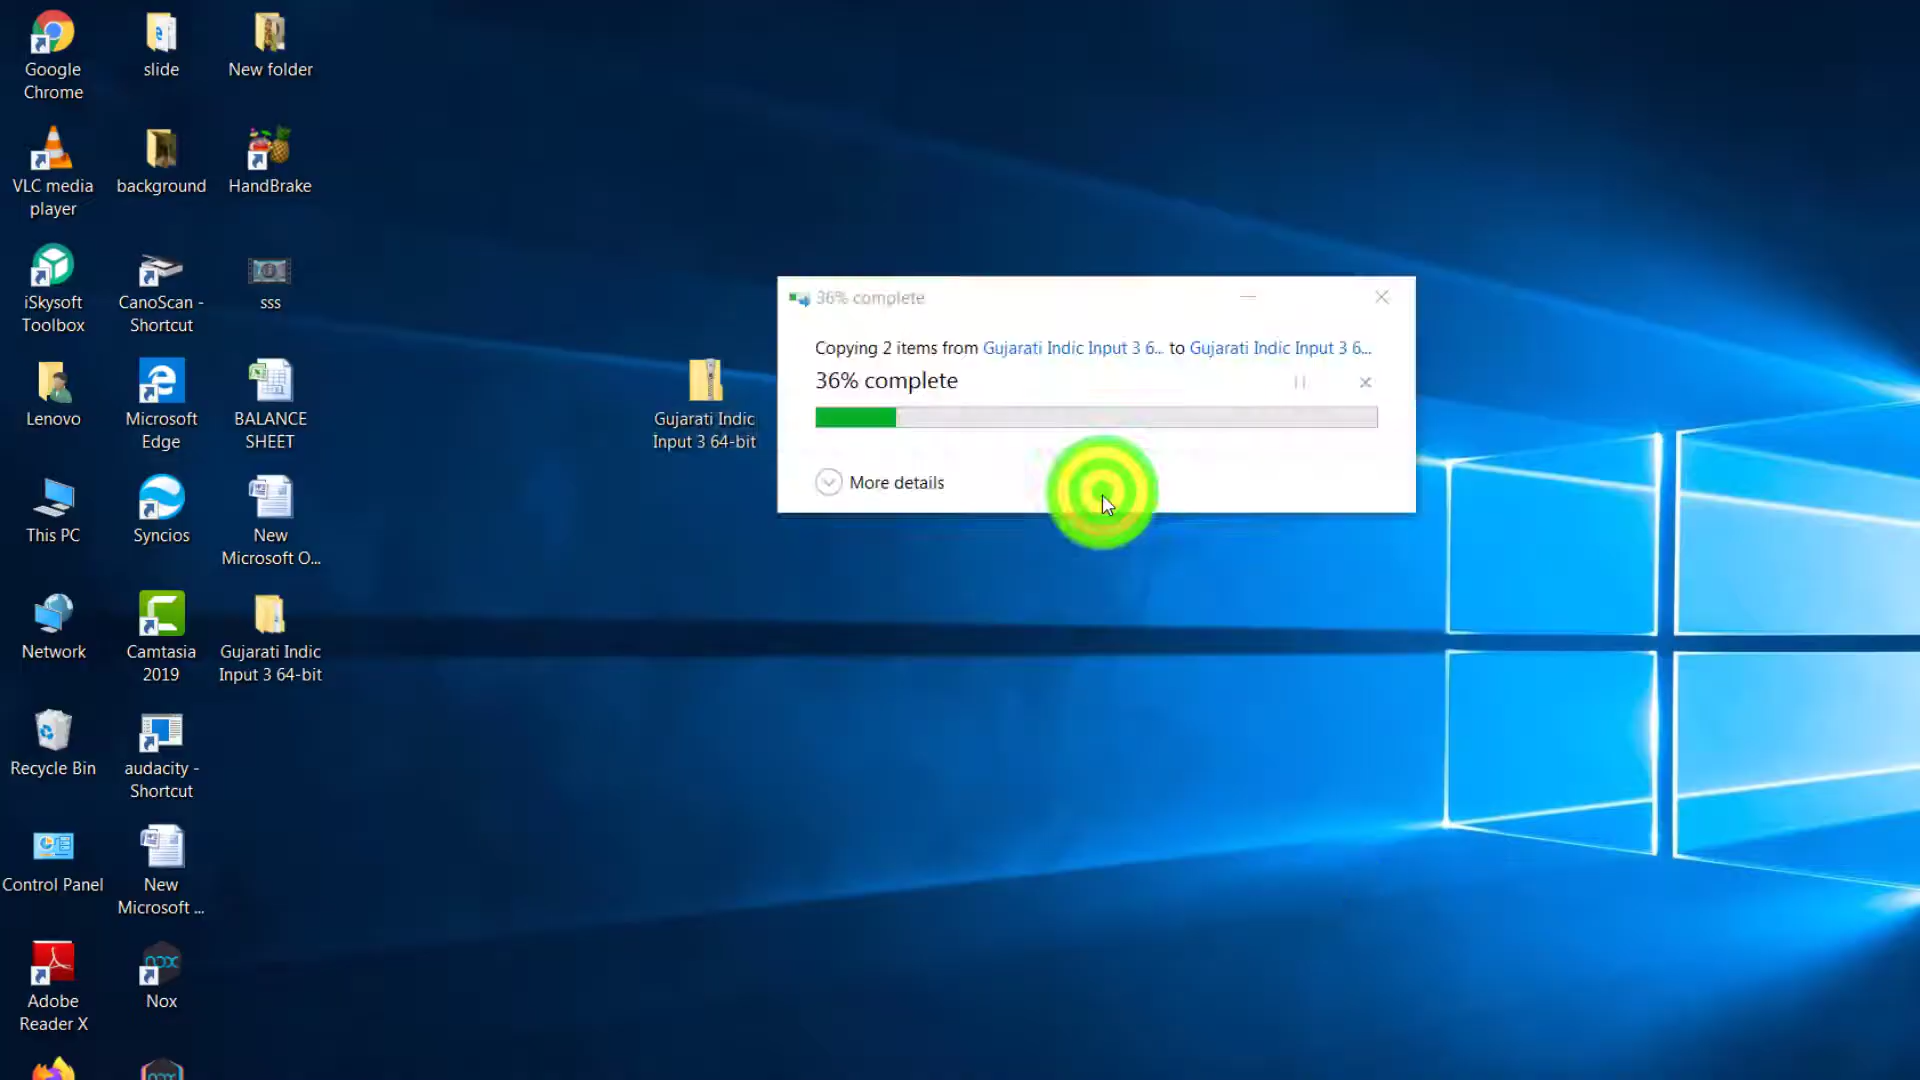 Google
Chrome
slide
New folder
VLC media
player
background
HandBrake
iSkysoft
Toolbox
CanoScan -
Shortcut
sss
Lenovo
Microsoft
Edge
BALANCE
SHEET
This PC
Syncios
New
Microsoft O...
Network
Camtasia
2019
Gujarati Indic
Input 3 64-bit
Recycle Bin
audacity -
Shortcut
Control Panel
New
Microsoft ...
Adobe
Reader X
nox
Nox
nox
Gujarati Indic
Input 3 64-bit
36% complete
Copying 2 items from Gujarati Indic Input 3 6... to Gujarati Indic Input 3 6...
36% complete
More details